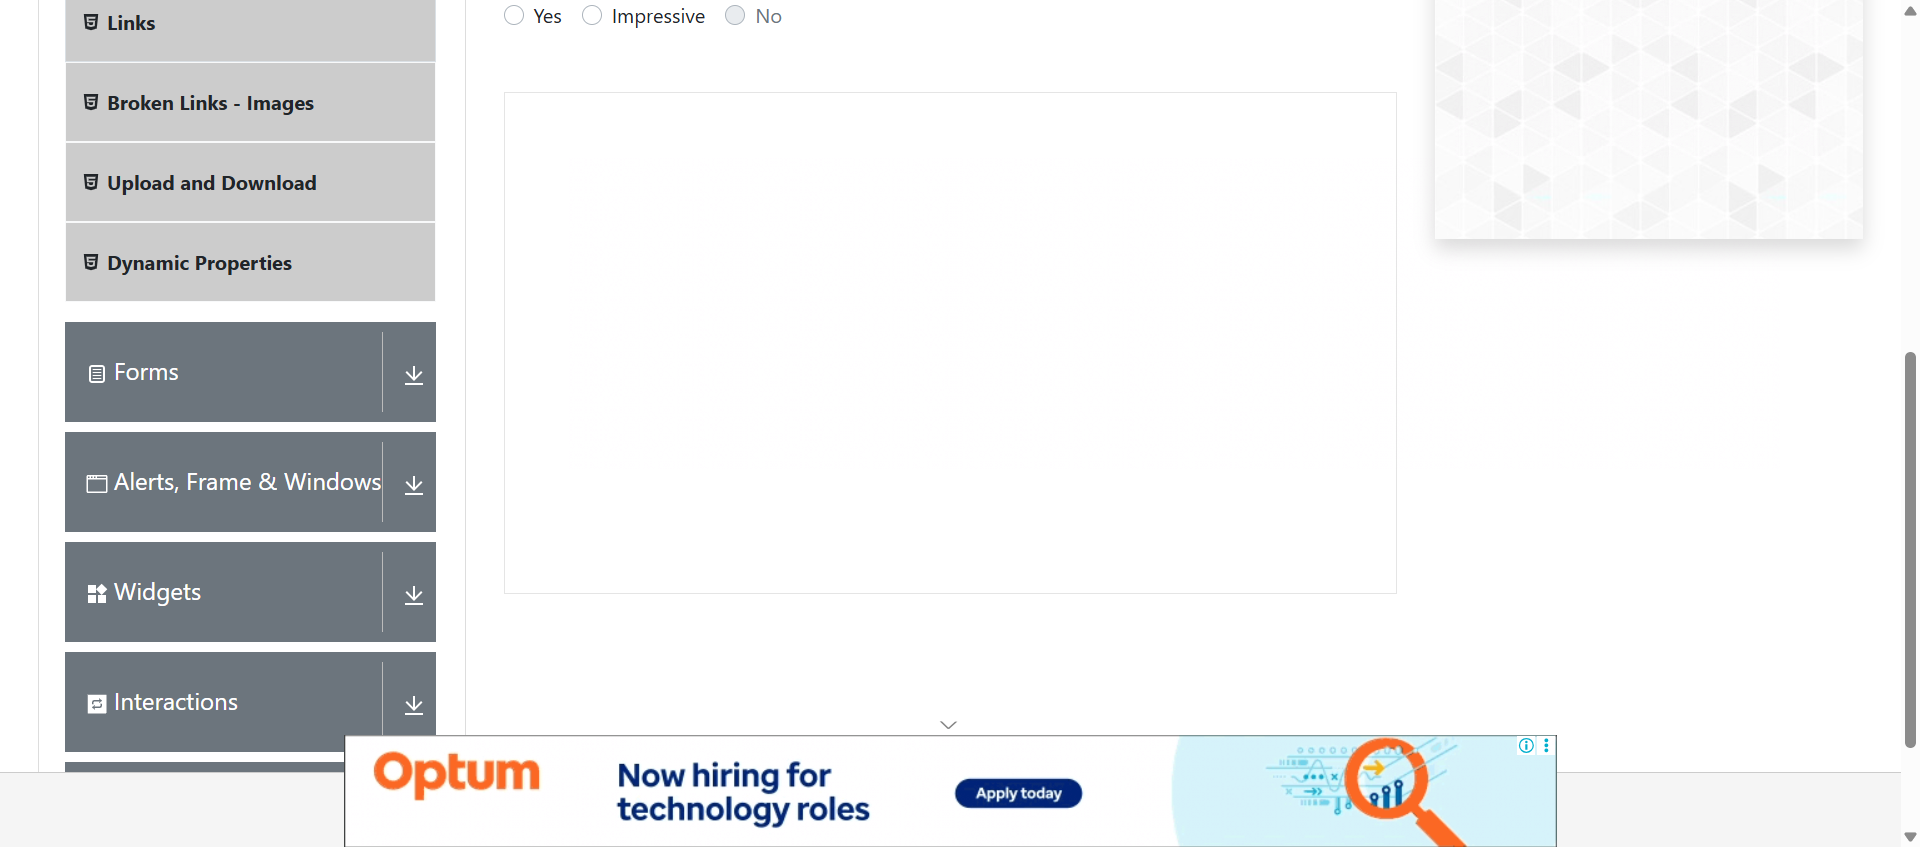 Links
Broken Links - Images
Upload and Download
Dynamic Properties
Forms
Alerts, Frame & Windows
Widgets
Interactions
Yes Impressive No
Optum
Now hiring for
technology roles
Apply today